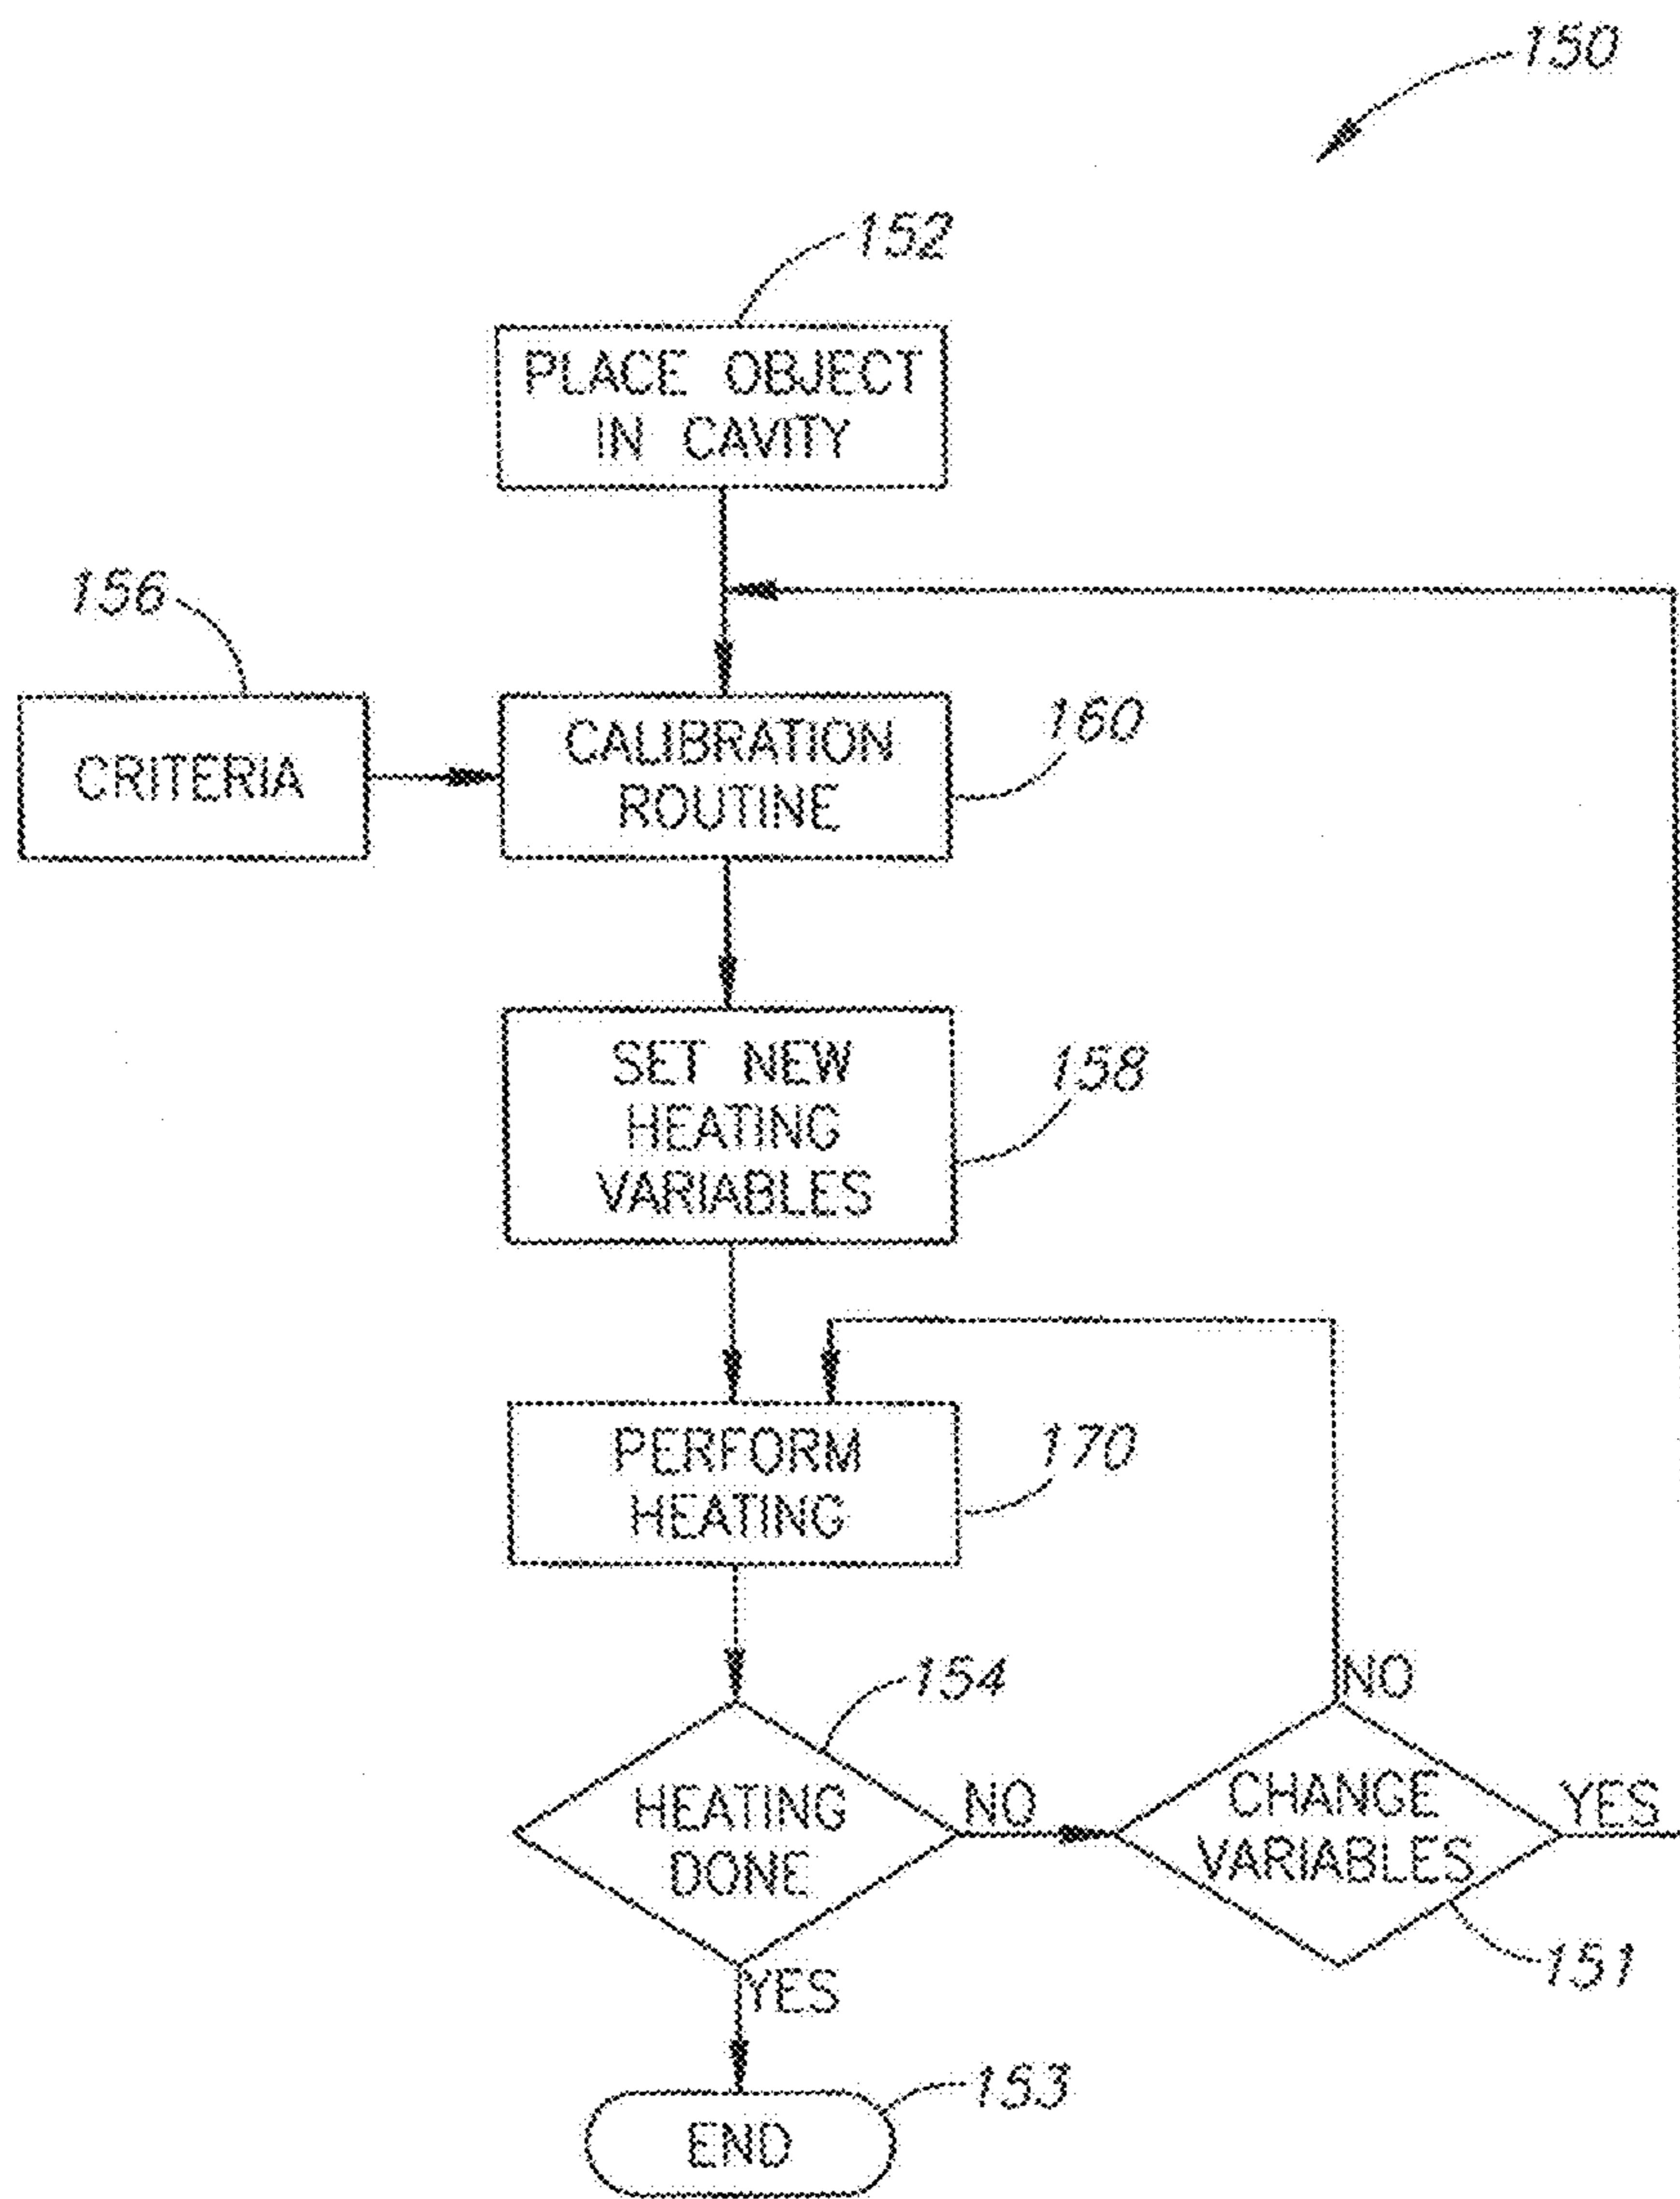 150
152
PLACE OBJECT
IN CAVITY
156
CRITERIA
CALIBRATION
ROUTINE
160
SET NEW
HEATING
VARIABLES
158
PERFORM
HEATING
170
154
HEATING
DONE
NO
NO
CHANGE
VARIABLES
YES
151
YES
153
END